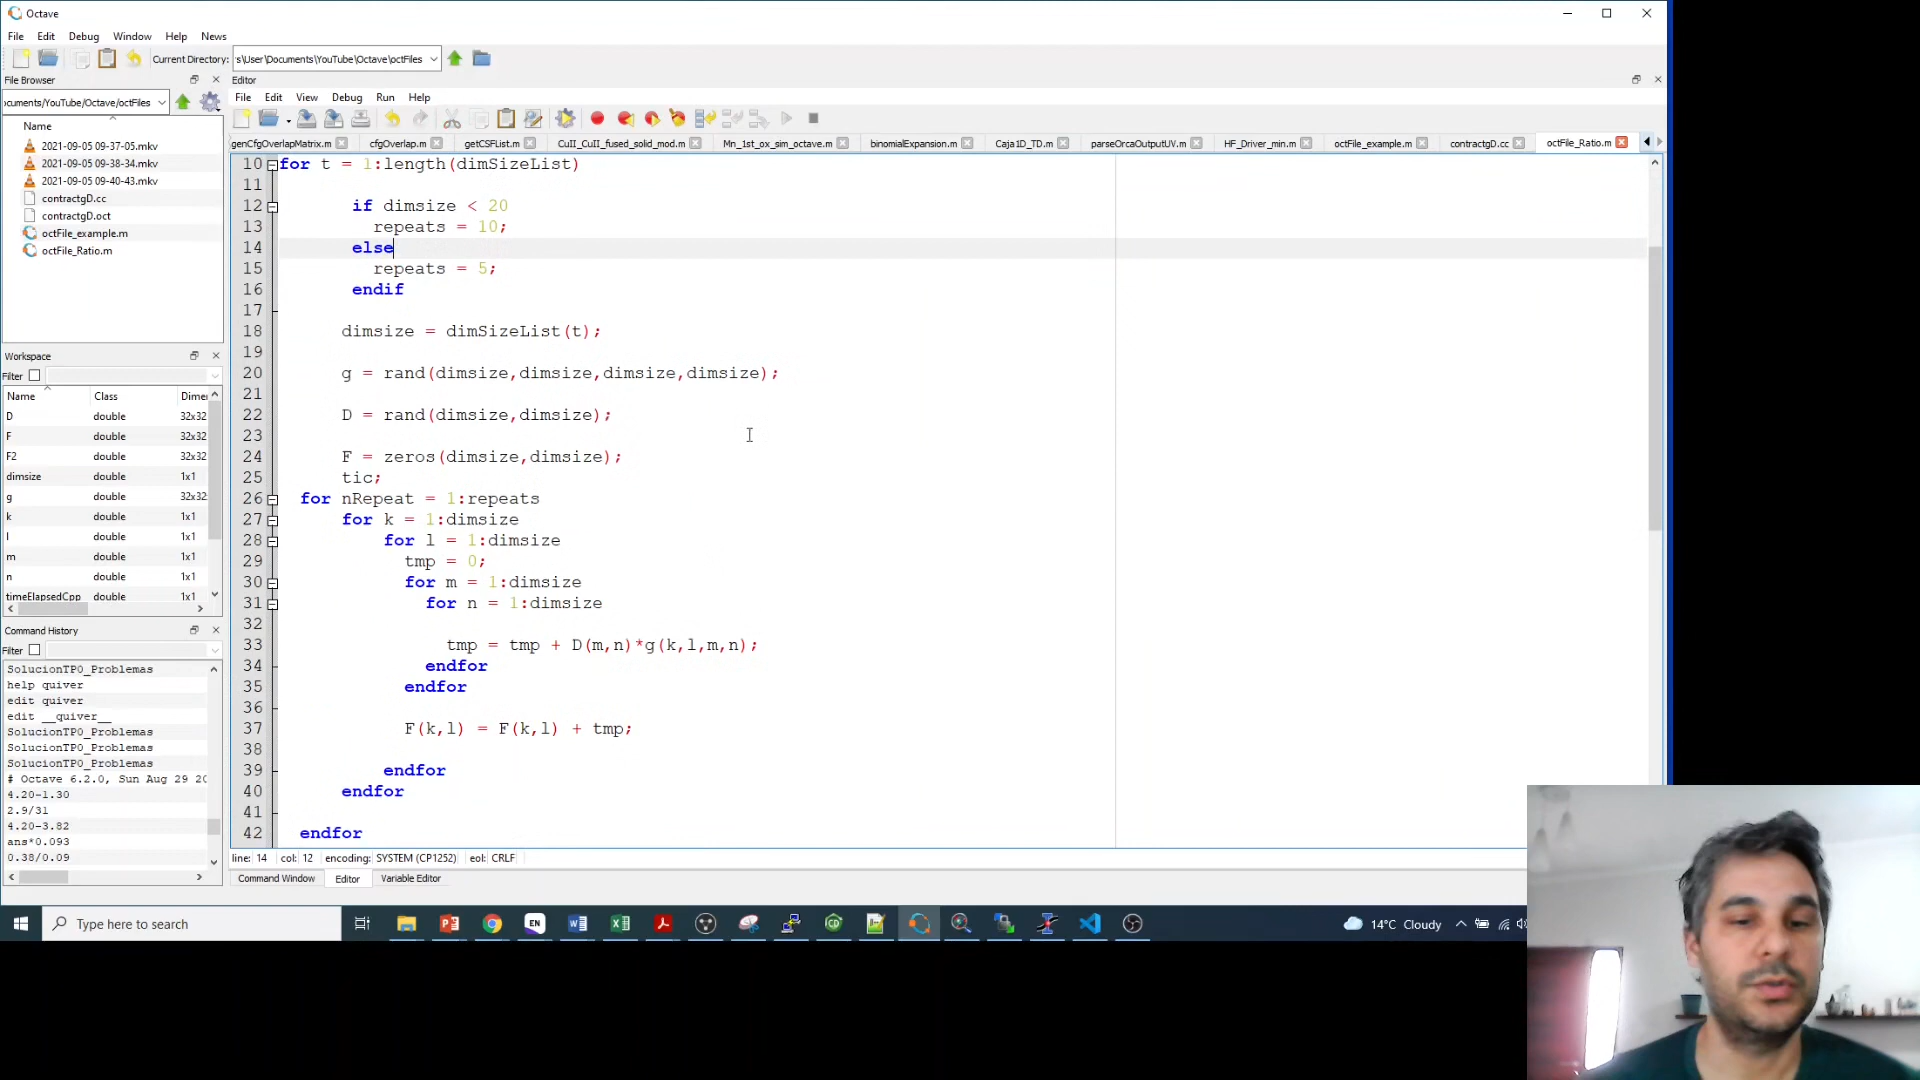 Octave
File Edit Debug Window Help News
Current Directory: s\User\Documents\YouTube\Octave\octFiles
File Browser
Editor
File Edit View Debug Run Help
ocuments/YouTube/Octave/octFiles
genCfgOverlapMatrix.m cfgOverlap.m getCSFList.m CuII_CuII_fused_solid_mod.m Mn_1st_ox_sim_octave.m binomialExpansion.m Caja1D_TD.m parseOrcaOutputUV.m HF_Driver_min.m octFile_example.m contractgD.cc octFile_Ratio.m
Name
2021-09-05 09-37-05.mkv
2021-09-05 09-38-34.mkv
2021-09-05 09-40-43.mkv
contractgD.cc
contractgD.oct
octFile_example.m
octFile_Ratio.m
Workspace
Filter
Name Class Dime
D double 32x32
F double 32x32
F2 double 32x32
dimsize double 1x1
g double 32x32
k double 1x1
l double 1x1
m double 1x1
n double 1x1
timeElapsedCpp double 1x1
Command History
Filter
SolucionTP0_Problemas
help quiver
edit quiver
edit __quiver__
SolucionTP0_Problemas
SolucionTP0_Problemas
SolucionTP0_Problemas
# Octave 6.2.0, Sun Aug 29 20
4.20-1.30
2.9/31
4.20-3.82
ans*0.093
0.38/0.09
10 for t = 1:length(dimSizeList)
11
12 if dimsize < 20
13 repeats = 10;
14 else
15 repeats = 5;
16 endif
17
18 dimsize = dimSizeList(t);
19
20 g = rand(dimsize,dimsize,dimsize,dimsize);
21
22 D = rand(dimsize,dimsize);
23
24 F = zeros(dimsize,dimsize);
25 tic;
26 for nRepeat = 1:repeats
27 for k = 1:dimsize
28 for l = 1:dimsize
29 tmp = 0;
30 for m = 1:dimsize
31 for n = 1:dimsize
32
33 tmp = tmp + D(m,n)*g(k,l,m,n);
34 endfor
35 endfor
36
37 F(k,l) = F(k,l) + tmp;
38
39 endfor
40 endfor
41
42 endfor
line: 14 col: 12 encoding: SYSTEM (CP1252) eol: CRLF
Command Window Editor Variable Editor
Type here to search
EN
14°C Cloudy